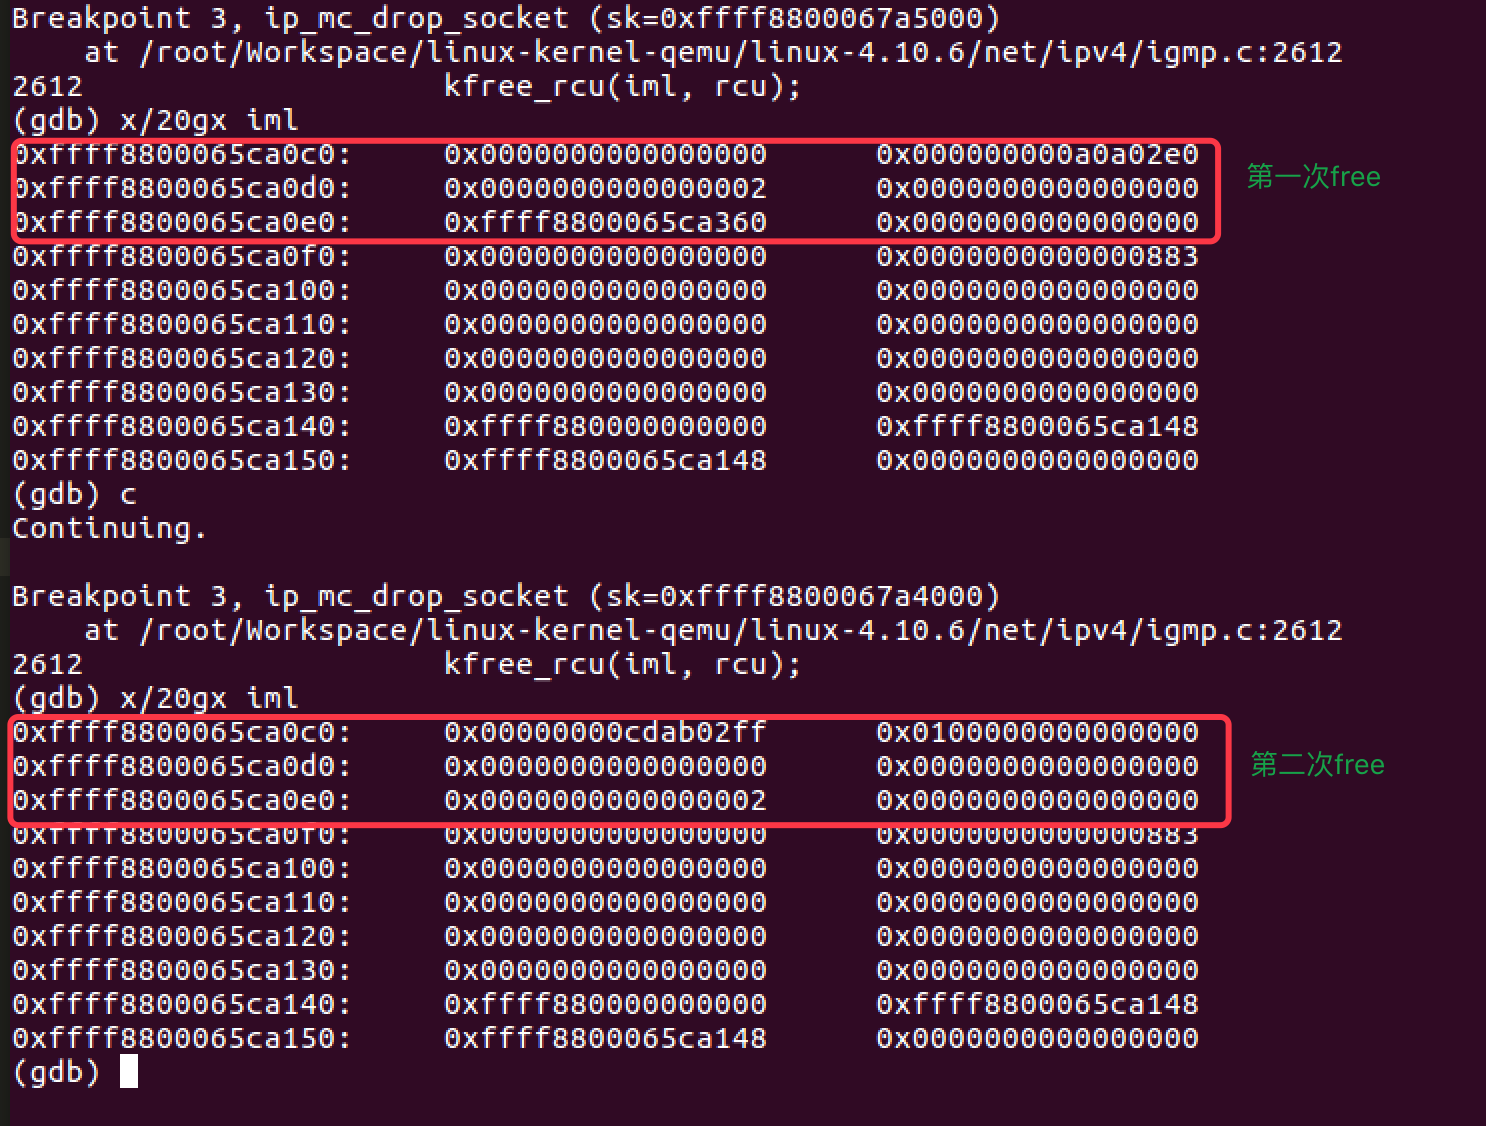 Breakpoint 3, ip_mc_drop_socket (sk=0xffff8800067a5000)
    at /root/Workspace/linux-kernel-qemu/linux-4.10.6/net/ipv4/igmp.c:2612
2612                    kfree_rcu(iml, rcu);
(gdb) x/20gx iml
0xffff8800065ca0c0:     0x0000000000000000      0x000000000a0a02e0
第一次free
0xffff8800065ca0d0:     0x0000000000000002      0x0000000000000000
0xffff8800065ca0e0:     0xffff8800065ca360      0x0000000000000000
0xffff8800065ca0f0:     0x0000000000000000      0x0000000000000883
0xffff8800065ca100:     0x0000000000000000      0x0000000000000000
0xffff8800065ca110:     0x0000000000000000      0x0000000000000000
0xffff8800065ca120:     0x0000000000000000      0x0000000000000000
0xffff8800065ca130:     0x0000000000000000      0x0000000000000000
0xffff8800065ca140:     0xffff880000000000      0xffff8800065ca148
0xffff8800065ca150:     0xffff8800065ca148      0x0000000000000000
(gdb) c
Continuing.
Breakpoint 3, ip_mc_drop_socket (sk=0xffff8800067a4000)
    at /root/Workspace/linux-kernel-qemu/linux-4.10.6/net/ipv4/igmp.c:2612
2612                    kfree_rcu(iml, rcu);
(gdb) x/20gx iml
0xffff8800065ca0c0:     0x00000000cdab02ff      0x0100000000000000
0xffff8800065ca0d0:     0x0000000000000000      0x0000000000000000
第二次free
0xffff8800065ca0e0:     0x0000000000000002      0x0000000000000000
0xffff8800065ca0f0:     0x0000000000000000      0x0000000000000883
0xffff8800065ca100:     0x0000000000000000      0x0000000000000000
0xffff8800065ca110:     0x0000000000000000      0x0000000000000000
0xffff8800065ca120:     0x0000000000000000      0x0000000000000000
0xffff8800065ca130:     0x0000000000000000      0x0000000000000000
0xffff8800065ca140:     0xffff880000000000      0xffff8800065ca148
0xffff8800065ca150:     0xffff8800065ca148      0x0000000000000000
(gdb)